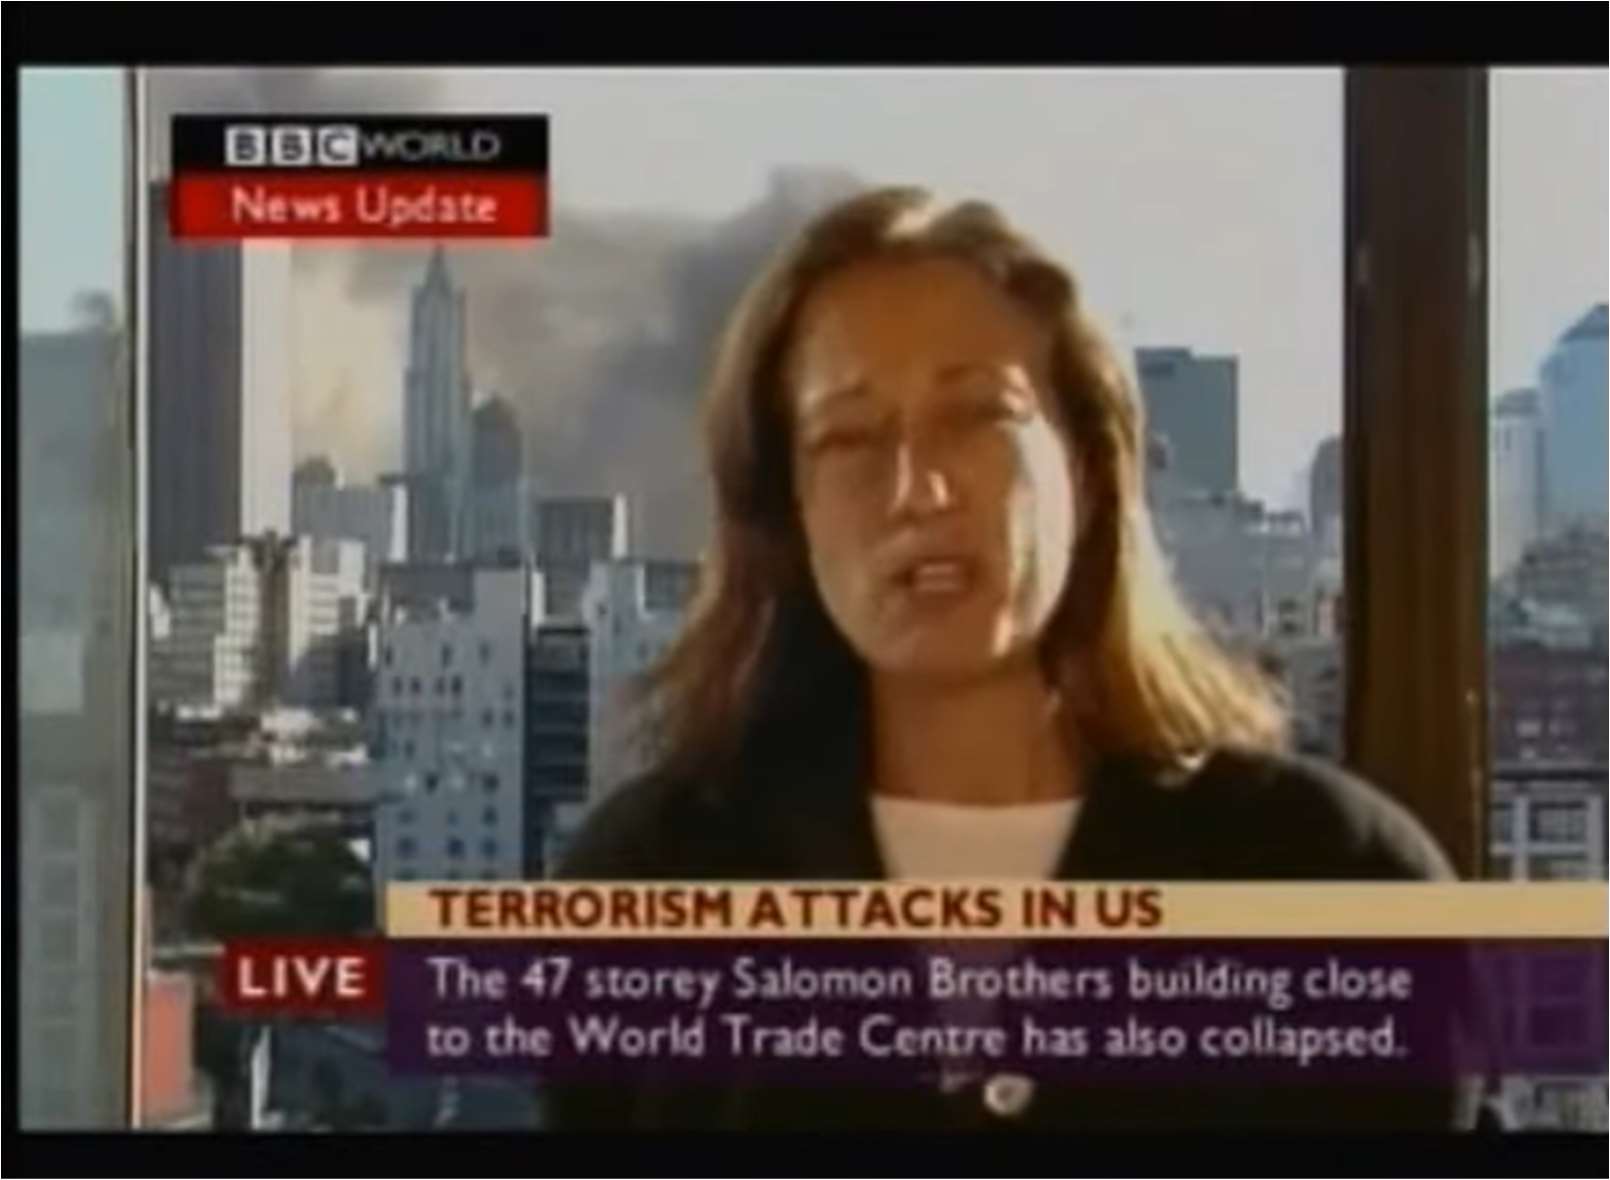 BBC WORLD
News Update
TERRORISM ATTACKS IN US
LIVE
The 47 storey Salomon Brothers building close
to the World Trade Centre has also collapsed.